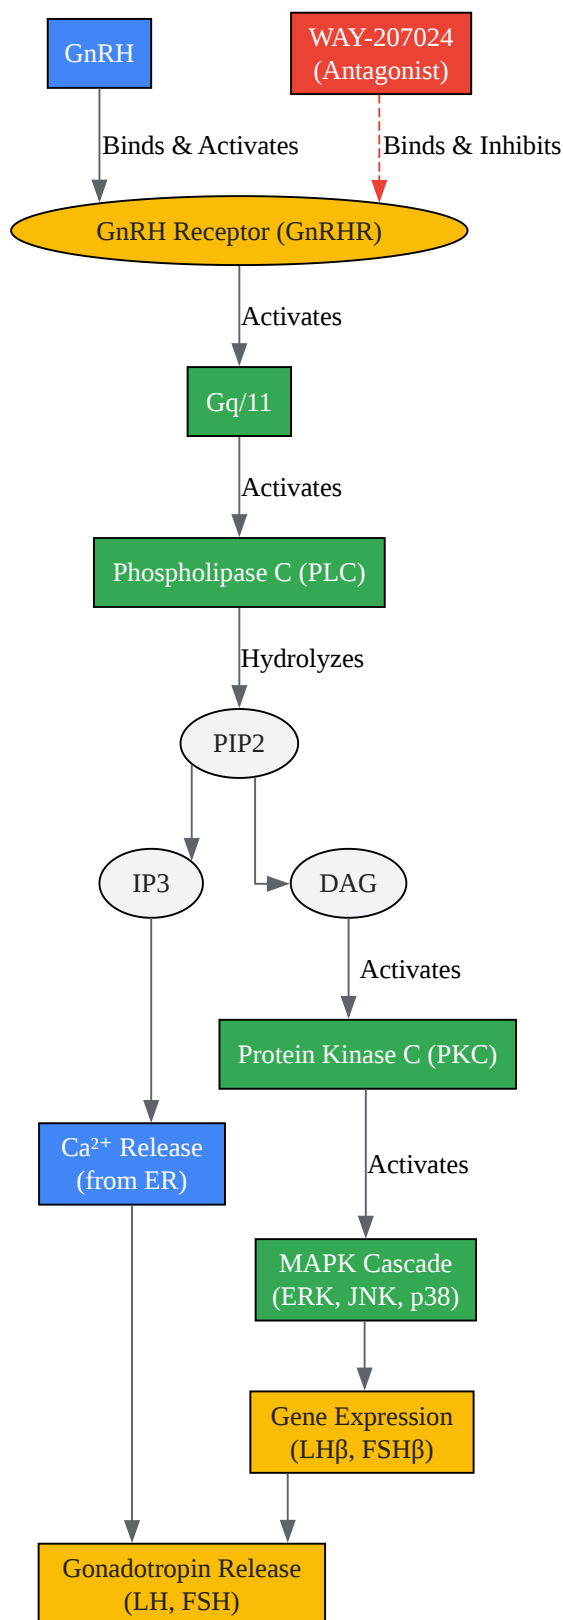 GnRH
WAY-207024
(Antagonist)
Binds & Activates
Binds & Inhibits
GnRH Receptor (GnRHR)
Activates
Gq/11
Activates
Phospholipase C (PLC)
Hydrolyzes
PIP2
IP3
DAG
Activates
Protein Kinase C (PKC)
Ca²⁺ Release
(from ER)
Activates
MAPK Cascade
(ERK, JNK, p38)
Gene Expression
(LHβ, FSHβ)
Gonadotropin Release
(LH, FSH)